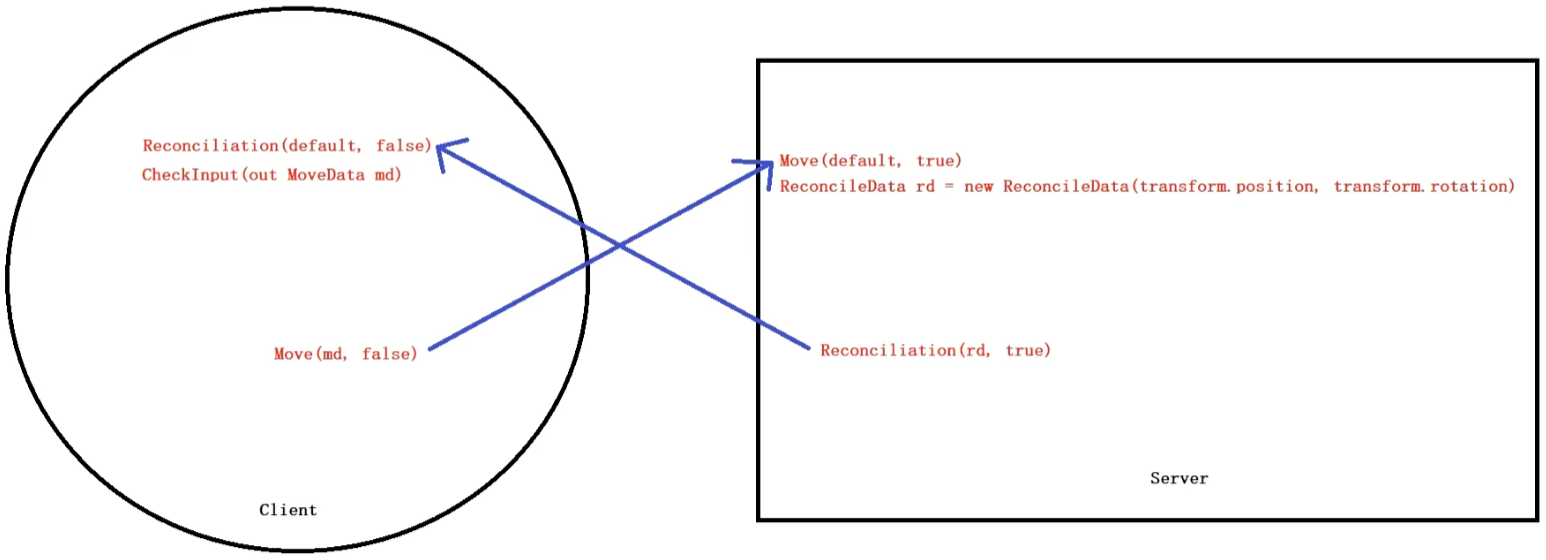 Reconciliation(default, false)
CheckInput(out MoveData md)
Move(md, false)
Client
Move(default, true)
ReconcileData rd = new ReconcileData(transform.position, transform.rotation)
Reconciliation(rd, true)
Server